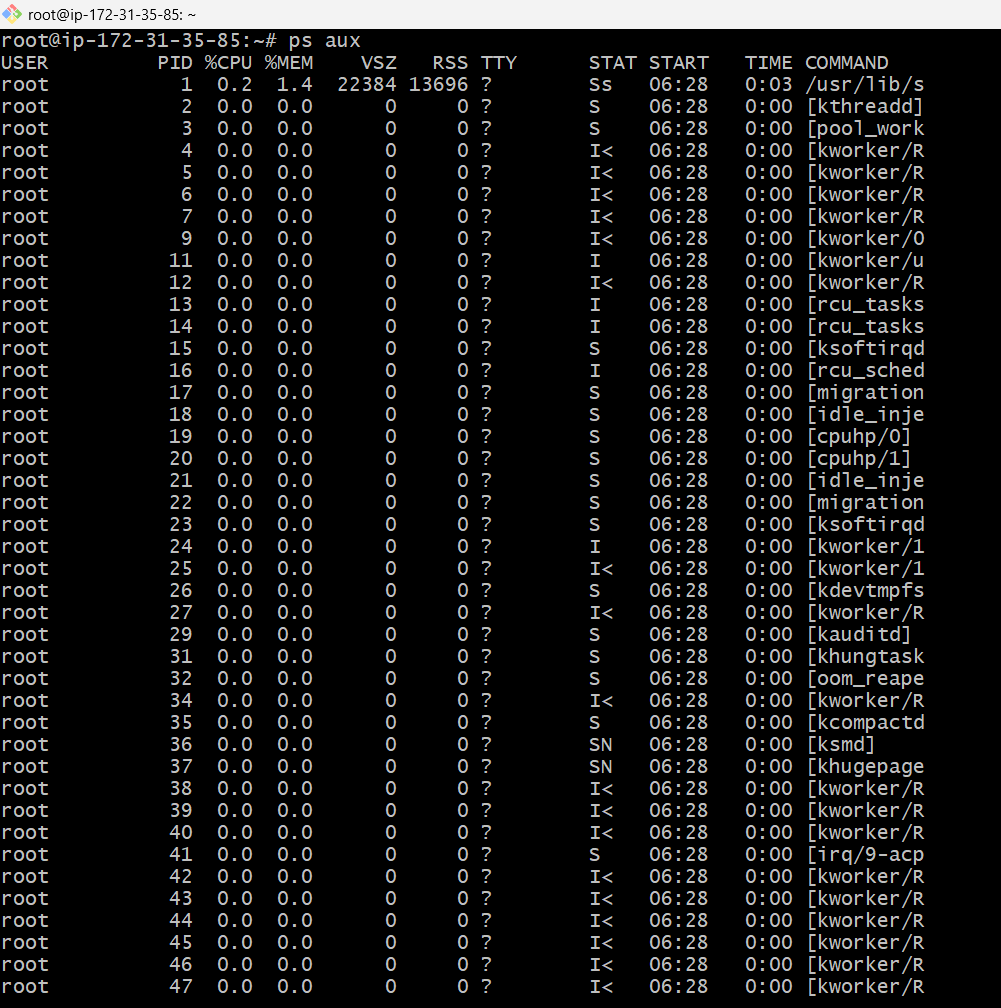 root@ip-172-31-35-85: ~
root@ip-172-31-35-85:~# ps aux
USER PID %CPU %MEM VSZ RSS TTY STAT START TIME COMMAND
root 1 0.2 1.4 22384 13696 ? Ss 06:28 0:03 /usr/lib/s
root 2 0.0 0.0 0 0 ? S 06:28 0:00 [kthreadd]
root 3 0.0 0.0 0 0 ? S 06:28 0:00 [pool_work
root 4 0.0 0.0 0 0 ? I< 06:28 0:00 [kworker/R
root 5 0.0 0.0 0 0 ? I< 06:28 0:00 [kworker/R
root 6 0.0 0.0 0 0 ? I< 06:28 0:00 [kworker/R
root 7 0.0 0.0 0 0 ? I< 06:28 0:00 [kworker/R
root 9 0.0 0.0 0 0 ? I< 06:28 0:00 [kworker/0
root 11 0.0 0.0 0 0 ? I 06:28 0:00 [kworker/u
root 12 0.0 0.0 0 0 ? I< 06:28 0:00 [kworker/R
root 13 0.0 0.0 0 0 ? I 06:28 0:00 [rcu_tasks
root 14 0.0 0.0 0 0 ? I 06:28 0:00 [rcu_tasks
root 15 0.0 0.0 0 0 ? S 06:28 0:00 [ksoftirqd
root 16 0.0 0.0 0 0 ? I 06:28 0:00 [rcu_sched
root 17 0.0 0.0 0 0 ? S 06:28 0:00 [migration
root 18 0.0 0.0 0 0 ? S 06:28 0:00 [idle_inje
root 19 0.0 0.0 0 0 ? S 06:28 0:00 [cpuhp/0]
root 20 0.0 0.0 0 0 ? S 06:28 0:00 [cpuhp/1]
root 21 0.0 0.0 0 0 ? S 06:28 0:00 [idle_inje
root 22 0.0 0.0 0 0 ? S 06:28 0:00 [migration
root 23 0.0 0.0 0 0 ? S 06:28 0:00 [ksoftirqd
root 24 0.0 0.0 0 0 ? I 06:28 0:00 [kworker/1
root 25 0.0 0.0 0 0 ? I< 06:28 0:00 [kworker/1
root 26 0.0 0.0 0 0 ? S 06:28 0:00 [kdevtmpfs
root 27 0.0 0.0 0 0 ? I< 06:28 0:00 [kworker/R
root 29 0.0 0.0 0 0 ? S 06:28 0:00 [kauditd]
root 31 0.0 0.0 0 0 ? S 06:28 0:00 [khungtask
root 32 0.0 0.0 0 0 ? S 06:28 0:00 [oom_reape
root 34 0.0 0.0 0 0 ? I< 06:28 0:00 [kworker/R
root 35 0.0 0.0 0 0 ? S 06:28 0:00 [kcompactd
root 36 0.0 0.0 0 0 ? SN 06:28 0:00 [ksmd]
root 37 0.0 0.0 0 0 ? SN 06:28 0:00 [khugepage
root 38 0.0 0.0 0 0 ? I< 06:28 0:00 [kworker/R
root 39 0.0 0.0 0 0 ? I< 06:28 0:00 [kworker/R
root 40 0.0 0.0 0 0 ? I< 06:28 0:00 [kworker/R
root 41 0.0 0.0 0 0 ? S 06:28 0:00 [irq/9-acp
root 42 0.0 0.0 0 0 ? I< 06:28 0:00 [kworker/R
root 43 0.0 0.0 0 0 ? I< 06:28 0:00 [kworker/R
root 44 0.0 0.0 0 0 ? I< 06:28 0:00 [kworker/R
root 45 0.0 0.0 0 0 ? I< 06:28 0:00 [kworker/R
root 46 0.0 0.0 0 0 ? I< 06:28 0:00 [kworker/R
root 47 0.0 0.0 0 0 ? I< 06:28 0:00 [kworker/R